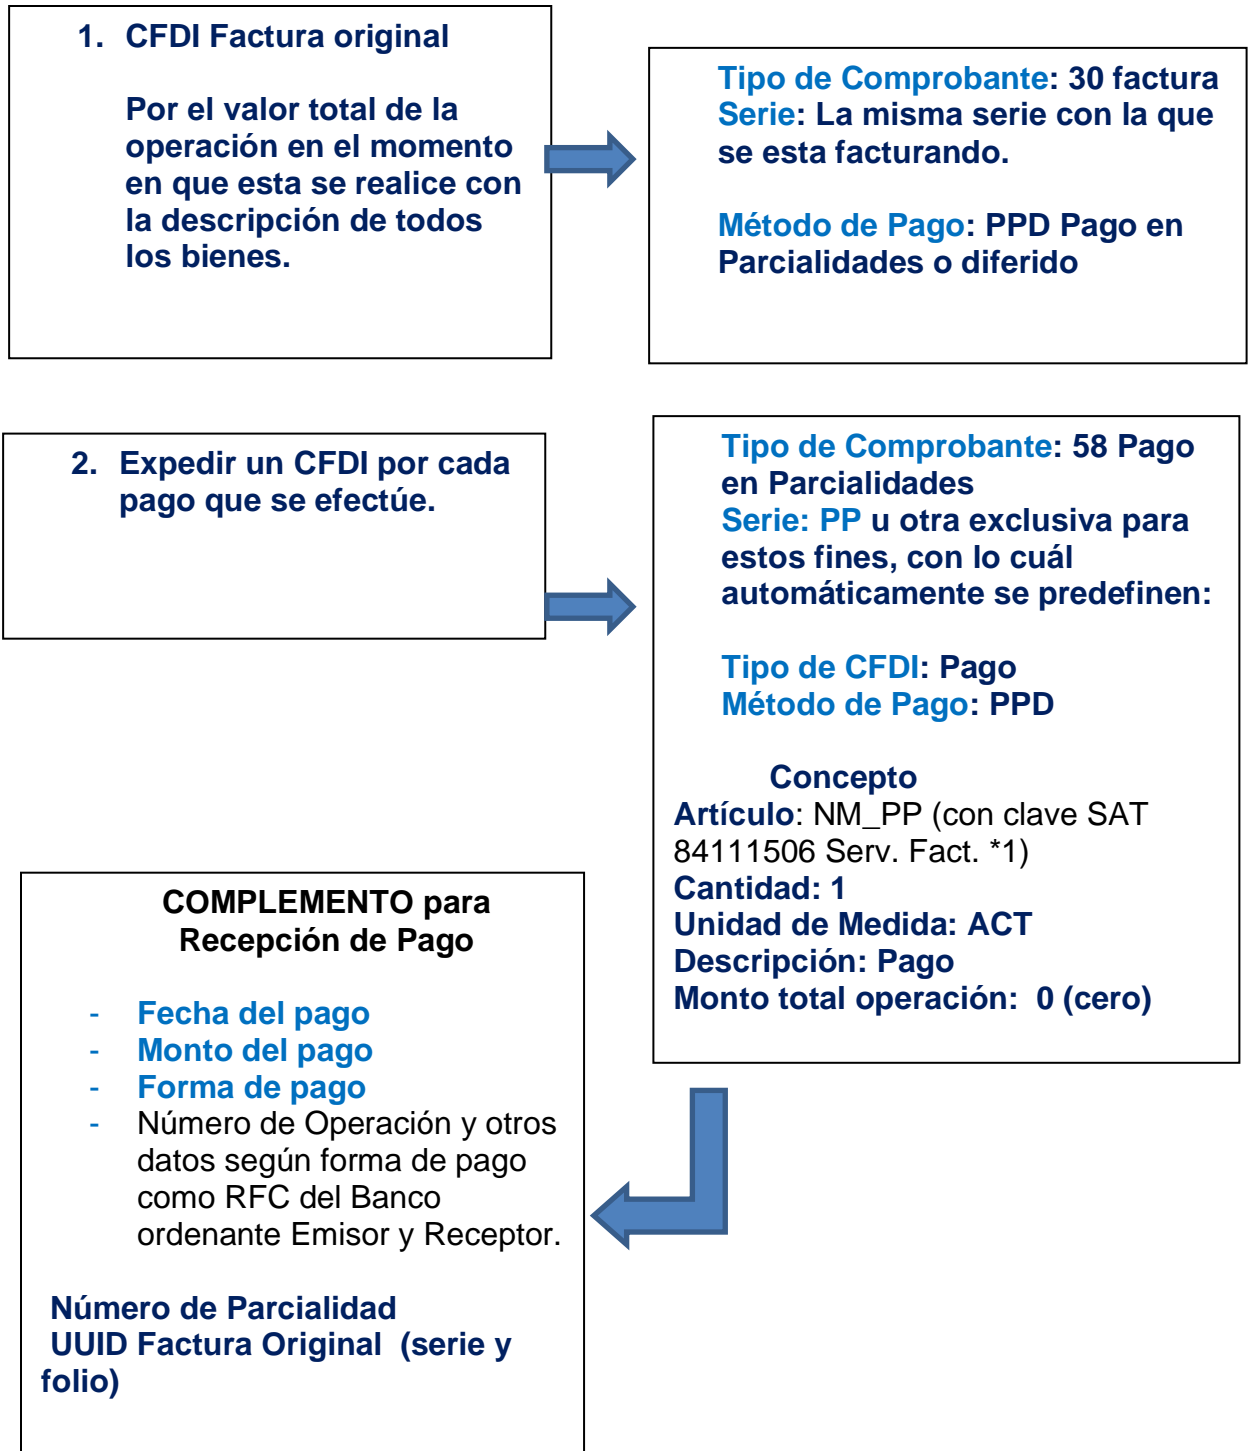 1. CFDI Factura original
Por el valor total de la
operación en el momento
en que esta se realice con
la descripción de todos
los bienes.
Tipo de Comprobante: 30 factura
Serie: La misma serie con la que
se esta facturando.
Método de Pago: PPD Pago en
Parcialidades o diferido
2. Expedir un CFDI por cada
pago que se efectúe.
Tipo de Comprobante: 58 Pago
en Parcialidades
Serie: PP u otra exclusiva para
estos fines, con lo cuál
automáticamente se predefinen:
Tipo de CFDI: Pago
Método de Pago: PPD
Concepto
Artículo: NM_PP (con clave SAT
84111506 Serv. Fact. *1)
Cantidad: 1
Unidad de Medida: ACT
Descripción: Pago
Monto total operación: 0 (cero)
COMPLEMENTO para
Recepción de Pago
- Fecha del pago
- Monto del pago
- Forma de pago
- Número de Operación y otros
datos según forma de pago
como RFC del Banco
ordenante Emisor y Receptor.
Número de Parcialidad
UUID Factura Original (serie y
folio)